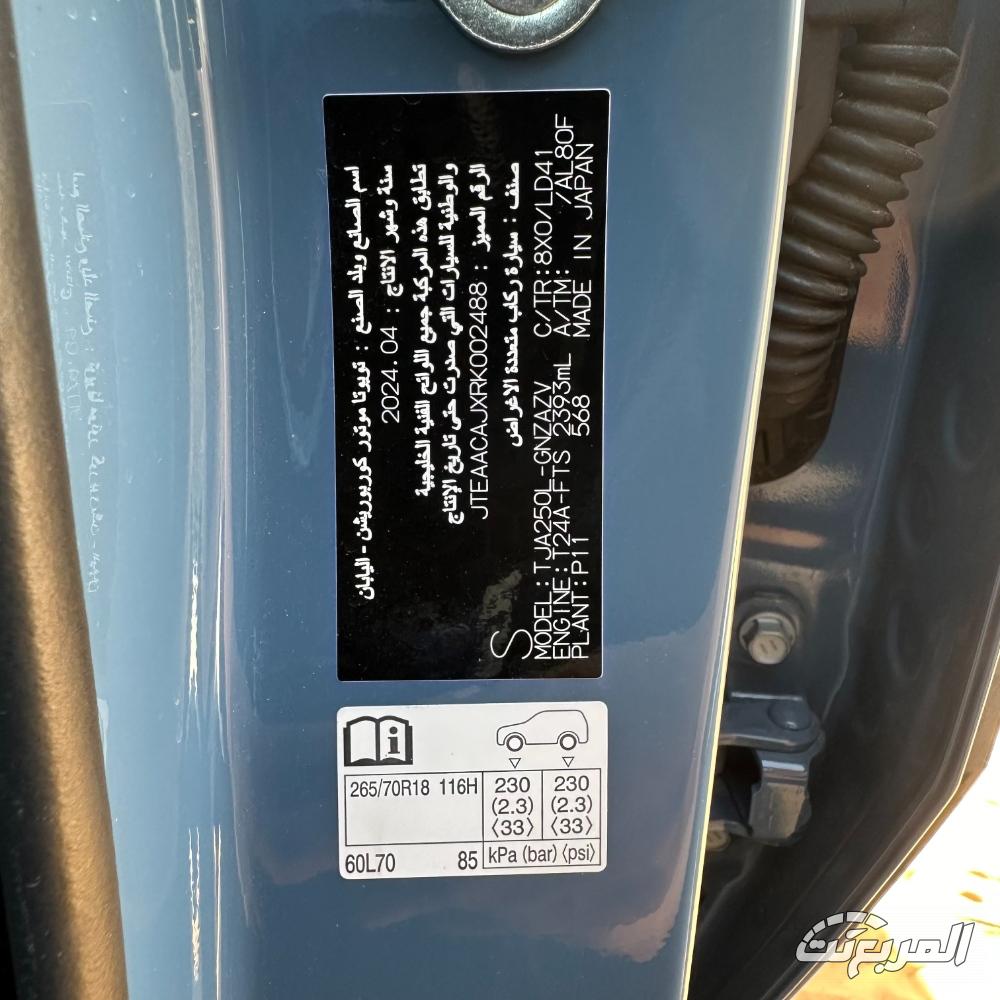 اسم الصانع وبلد الصنع : تويوتا موتور كوربوريشن - اليابان
سنة وشهر الانتاج : 2024.04
تطابق هذه المركبة جميع اللوائح الفنية الخليجية
والوطنية للسيارات التي صدرت حتى تاريخ الإنتاج
الرقم المميز : JTEAACAJXRK002488
صنف : سيارة ركاب متعددة الاغراض
S
MODEL:TJA250L-GNZAZV C/TR:8X0/LD41
ENGINE:T24A-FTS 2393mL A/TM: /AL80F
PLANT:P11 568 MADE IN JAPAN
265/70R18 116H 230 230
(2.3) (2.3)
⟨33⟩ ⟨33⟩
60L70 85 kPa (bar) ⟨psi⟩
المربع نت